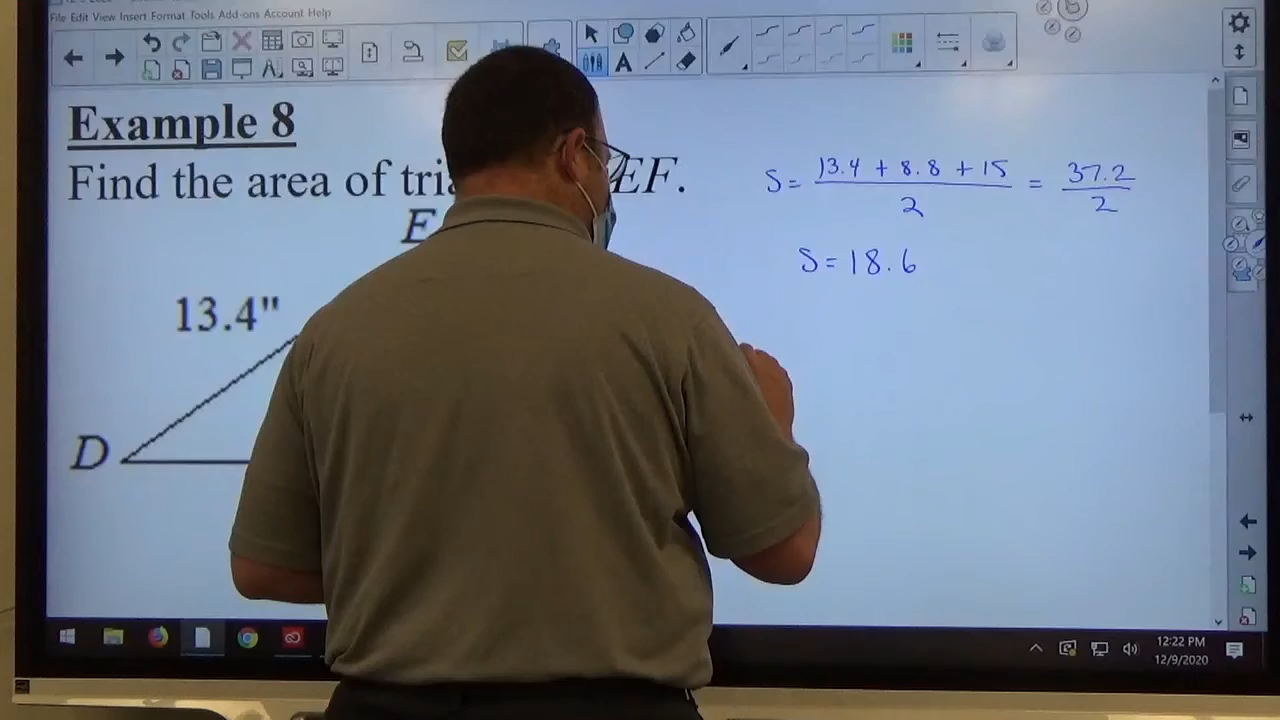 File Edit View Insert Format Tools Add-ons Account Help
Example 8
Find the area of EF.
E
13.4"
D
S = 13.4 + 8.8 + 15 / 2 = 37.2 / 2
S = 18.6
12:22 PM
12/9/2020